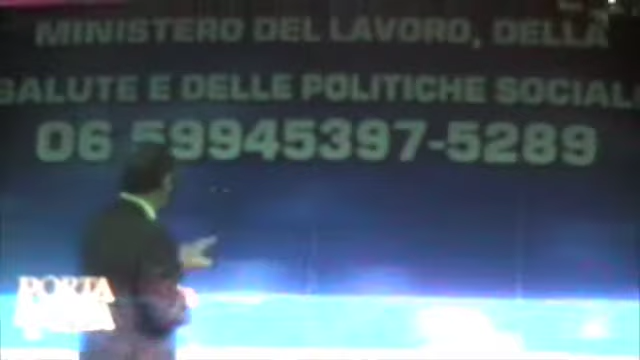 MINISTERO DEL LAVORO, DELLA
SALUTE E DELLE POLITICHE SOCIALI
06 59945397-5289
PORTA